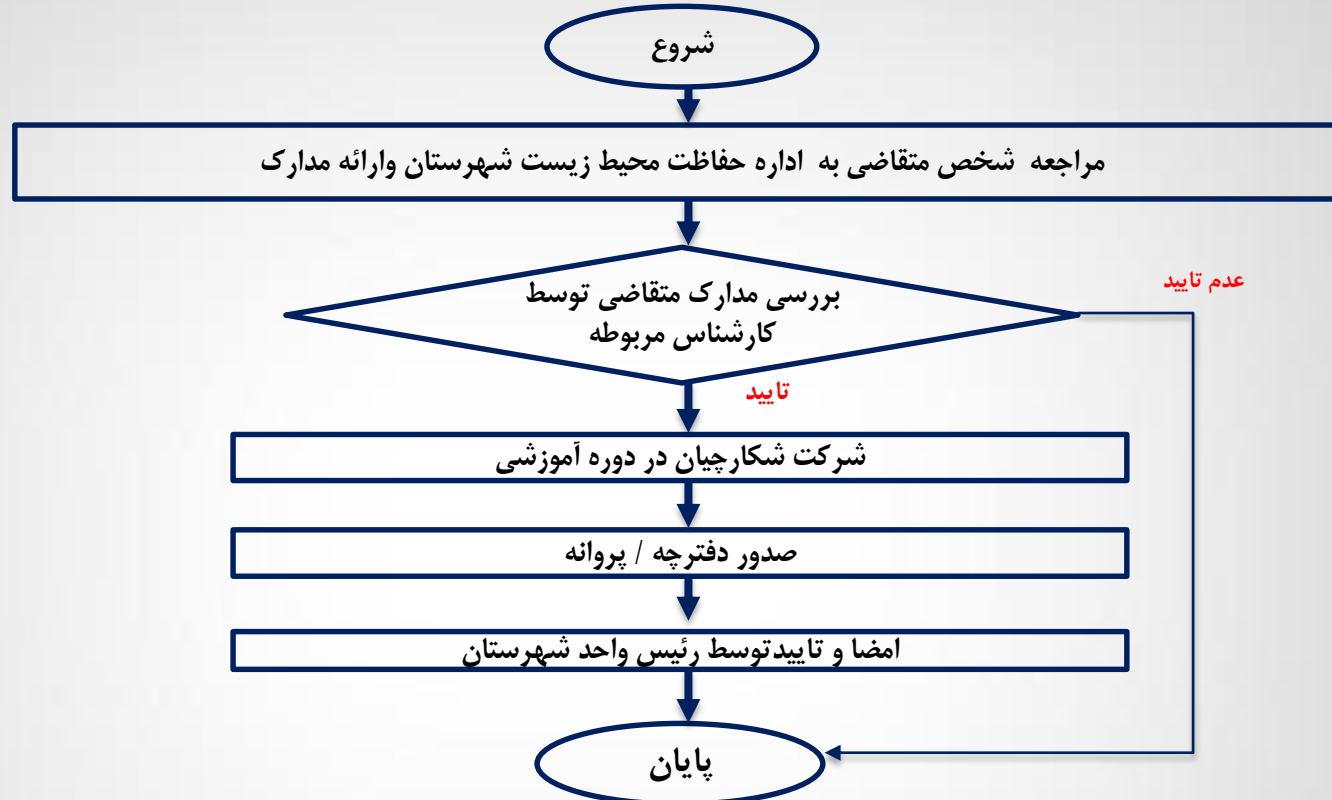 شروع
مراجعه شخص متقاضی به اداره حفاظت محیط زیست شهرستان وارائه مدارک
بررسی مدارک متقاضی توسط
کارشناس مربوطه
عدم تایید
تایید
شرکت شکارچیان در دوره آموزشی
صدور دفترچه / پروانه
امضا و تاییدتوسط رئیس واحد شهرستان
پایان